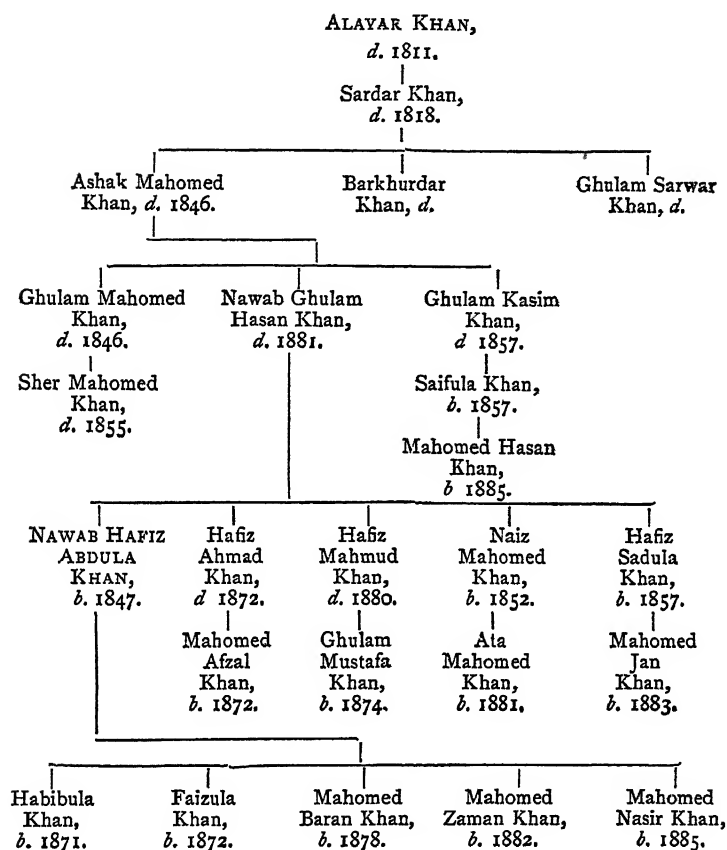 ALAYAR KHAN,
d. 1811.
Sardar Khan,
d. 1818.
Ashak Mahomed
Khan, d. 1846.
Barkhurdar
Khan, d.
Ghulam Sarwar
Khan, d.
Ghulam Mahomed
Khan,
d. 1846.
Nawab Ghulam
Hasan Khan,
d. 1881.
Ghulam Kasim
Khan,
d 1857.
Sher Mahomed
Khan,
d. 1855.
Saifula Khan,
b. 1857.
Mahomed Hasan
Khan,
b 1885.
NAWAB HAFIZ
ABDULA
KHAN,
b. 1847.
Hafiz
Ahmad
Khan,
d 1872.
Hafiz
Mahmud
Khan,
d. 1880.
Naiz
Mahomed
Khan,
b. 1852.
Hafiz
Sadula
Khan,
b. 1857.
Mahomed
Afzal
Khan,
b. 1872.
Ghulam
Mustafa
Khan,
b. 1874.
Ata
Mahomed
Khan,
b. 1881.
Mahomed
Jan
Khan,
b. 1883.
Habibula
Khan,
b. 1871.
Faizula
Khan,
b. 1872.
Mahomed
Baran Khan,
b. 1878.
Mahomed
Zaman Khan,
b. 1882.
Mahomed
Nasir Khan,
b. 1885.